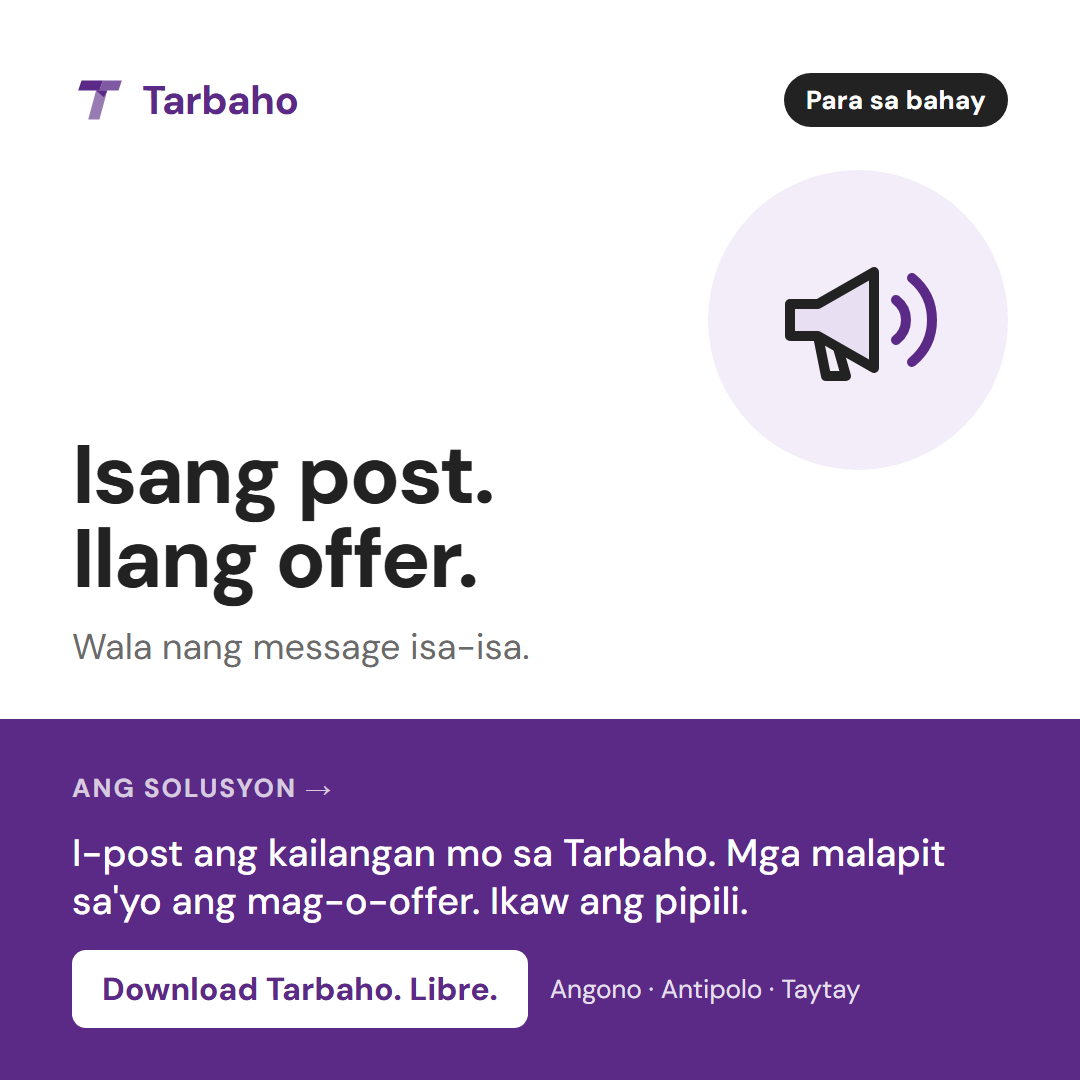 Tarbaho
Para sa bahay
Isang post.
Ilang offer.
Wala nang message isa-isa.
ANG SOLUSYON →
I-post ang kailangan mo sa Tarbaho. Mga malapit
sa'yo ang mag-o-offer. Ikaw ang pipili.
Download Tarbaho. Libre.
Angono · Antipolo · Taytay